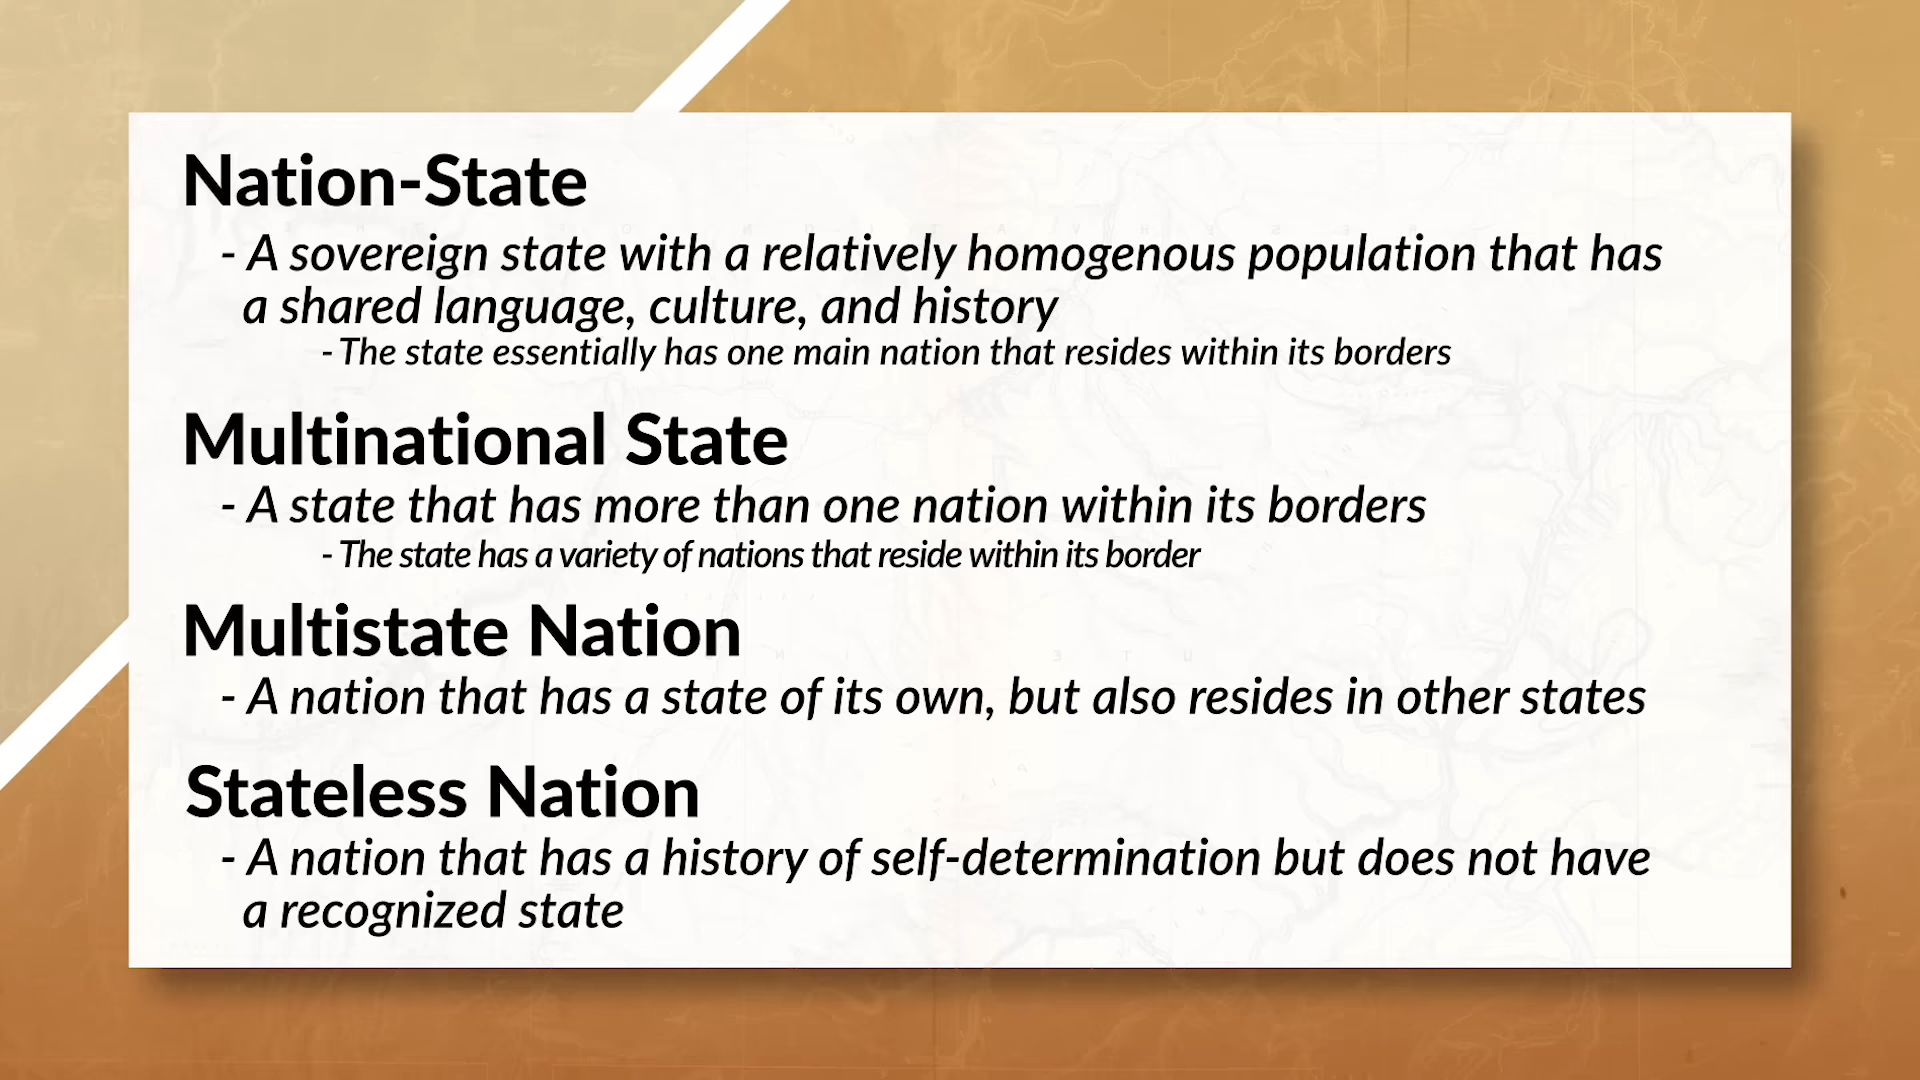 Nation-State
- A sovereign state with a relatively homogenous population that has
a shared language, culture, and history
- The state essentially has one main nation that resides within its borders
Multinational State
- A state that has more than one nation within its borders
- The state has a variety of nations that reside within its border
Multistate Nation
- A nation that has a state of its own, but also resides in other states
Stateless Nation
- A nation that has a history of self-determination but does not have
a recognized state